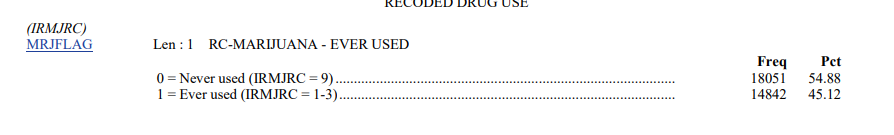 RECODED DRUG USE
(IRMJRC)
MRJFLAG Len : 1 RC-MARIJUANA - EVER USED
Freq Pct
0 = Never used (IRMJRC = 9)........................................................................................... 18051 54.88
1 = Ever used (IRMJRC = 1-3).......................................................................................... 14842 45.12